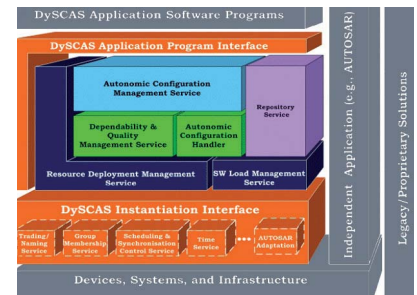 DySCAS Application Software Programs
DySCAS Application Program Interface
Autonomic Configuration
Management Service
Repository
Service
Dependability &
Quality
Management Service
Autonomic
Configuration
Handler
Resource Deployment Management
Service
SW Load Management
Service
DySCAS Instantiation Interface
Trading/
Naming
Service
Group
Membership
Service
Scheduling &
Synchronisation
Control Service
Time
Service
•••
AUTOSAR
Adaptation
Devices, Systems, and Infrastructure
Independent Application (e.g., AUTOSAR)
Legacy/Proprietary Solutions